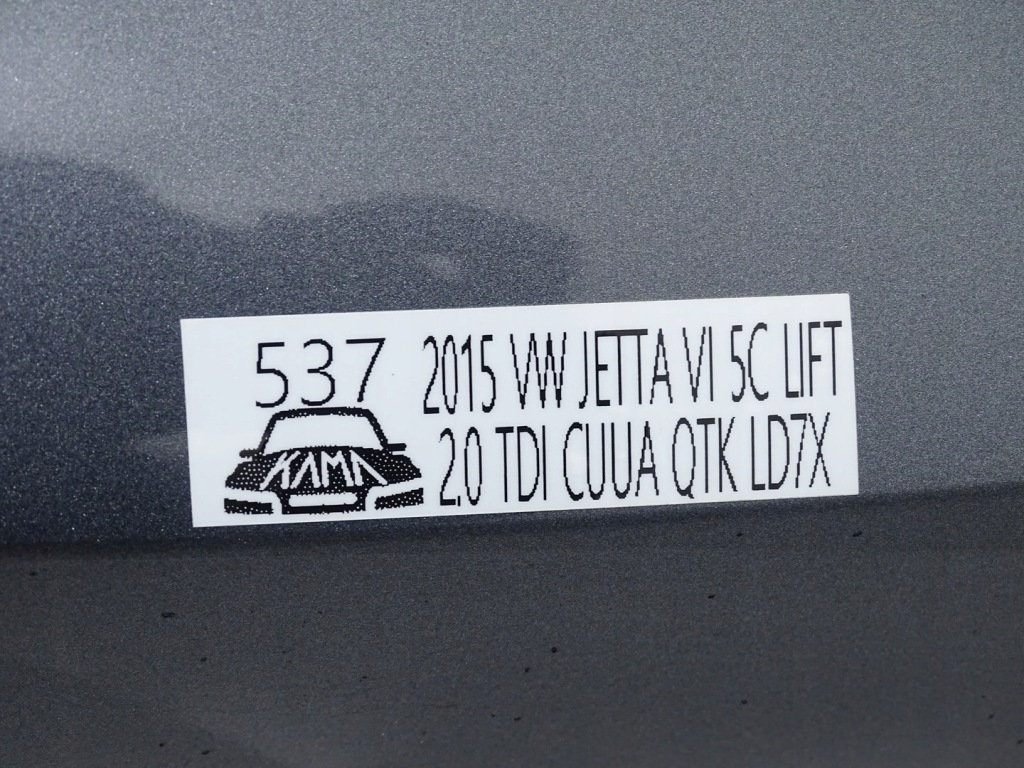 537
2015 VW JETTA VI 5C LIFT
2.0 TDI CUUA QTK LD7X
KAMA